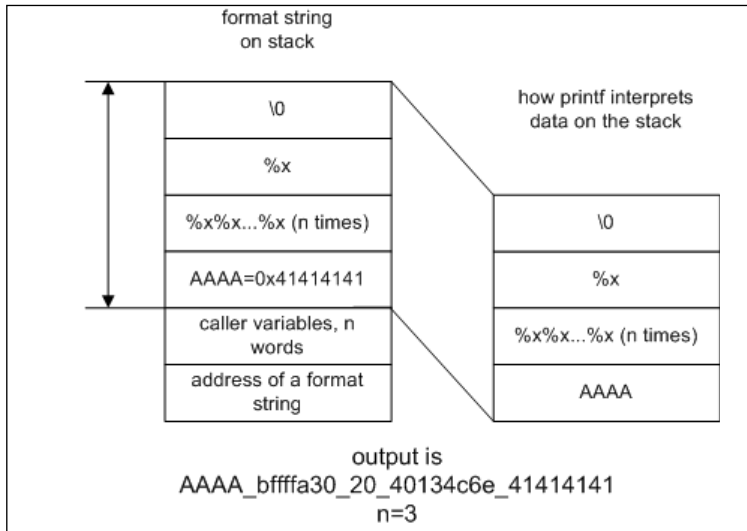 format string
on stack
\0
%x
%x%x...%x (n times)
AAAA=0x41414141
caller variables, n
words
address of a format
string
how printf interprets
data on the stack
\0
%x
%x%x...%x (n times)
AAAA
output is
AAAA_bffffa30_20_40134c6e_41414141
n=3